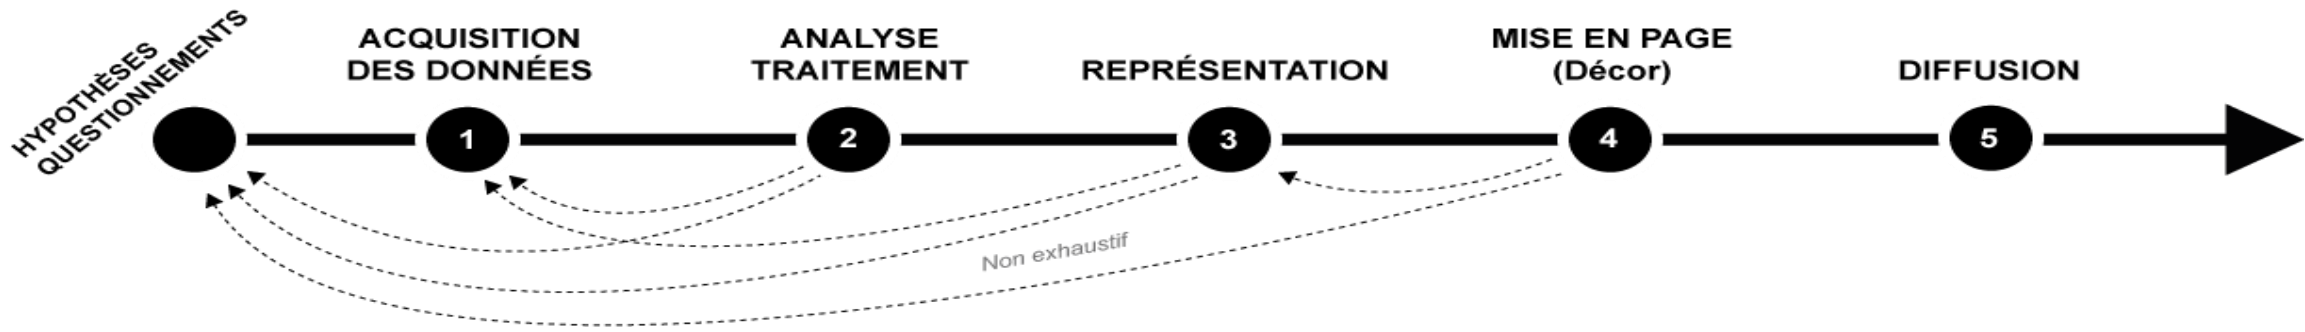 HYPOTHÈSES
QUESTIONNEMENTS
ACQUISITION
DES DONNÉES
ANALYSE
TRAITEMENT
REPRÉSENTATION
MISE EN PAGE
(Décor)
DIFFUSION
1
2
3
4
5
Non exhaustif